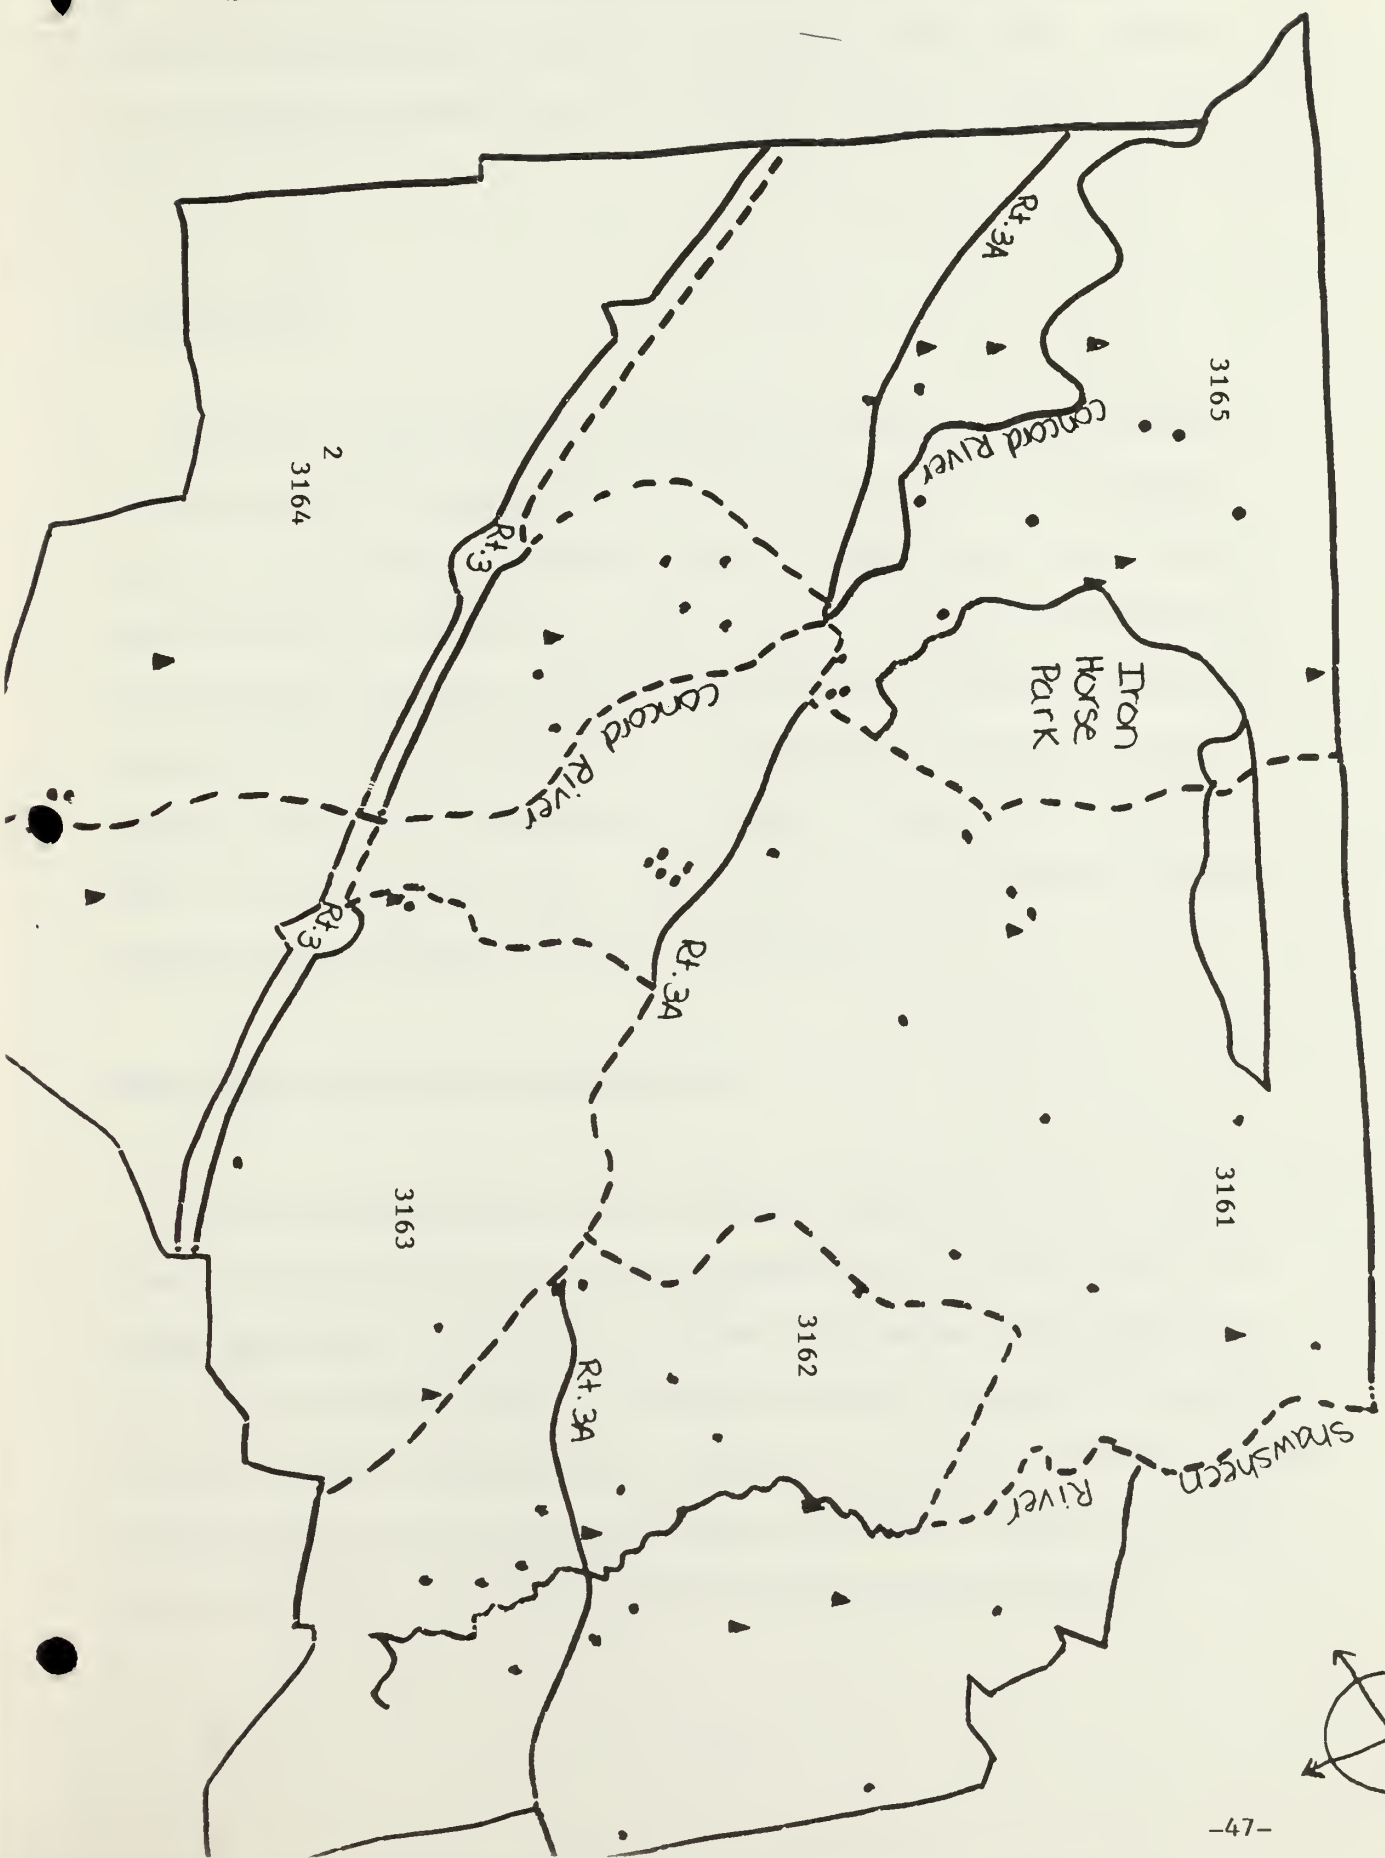 Rt. 3A
3165
Concord River
2
3164
Rt. 3
Iron
Horse
Park
Concord River
Rt. 3
Rt. 3A
3161
3163
3162
Rt. 3A
Shawsheen
River
-47-